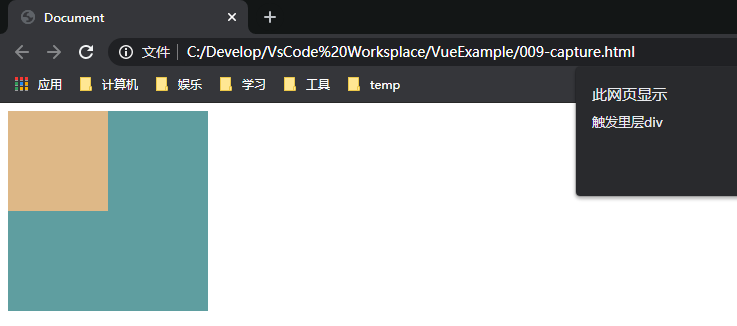 Document
文件 C:/Develop/VsCode%20Worksplace/VueExample/009-capture.html
应用 计算机 娱乐 学习 工具 temp
此网页显示
触发里层div